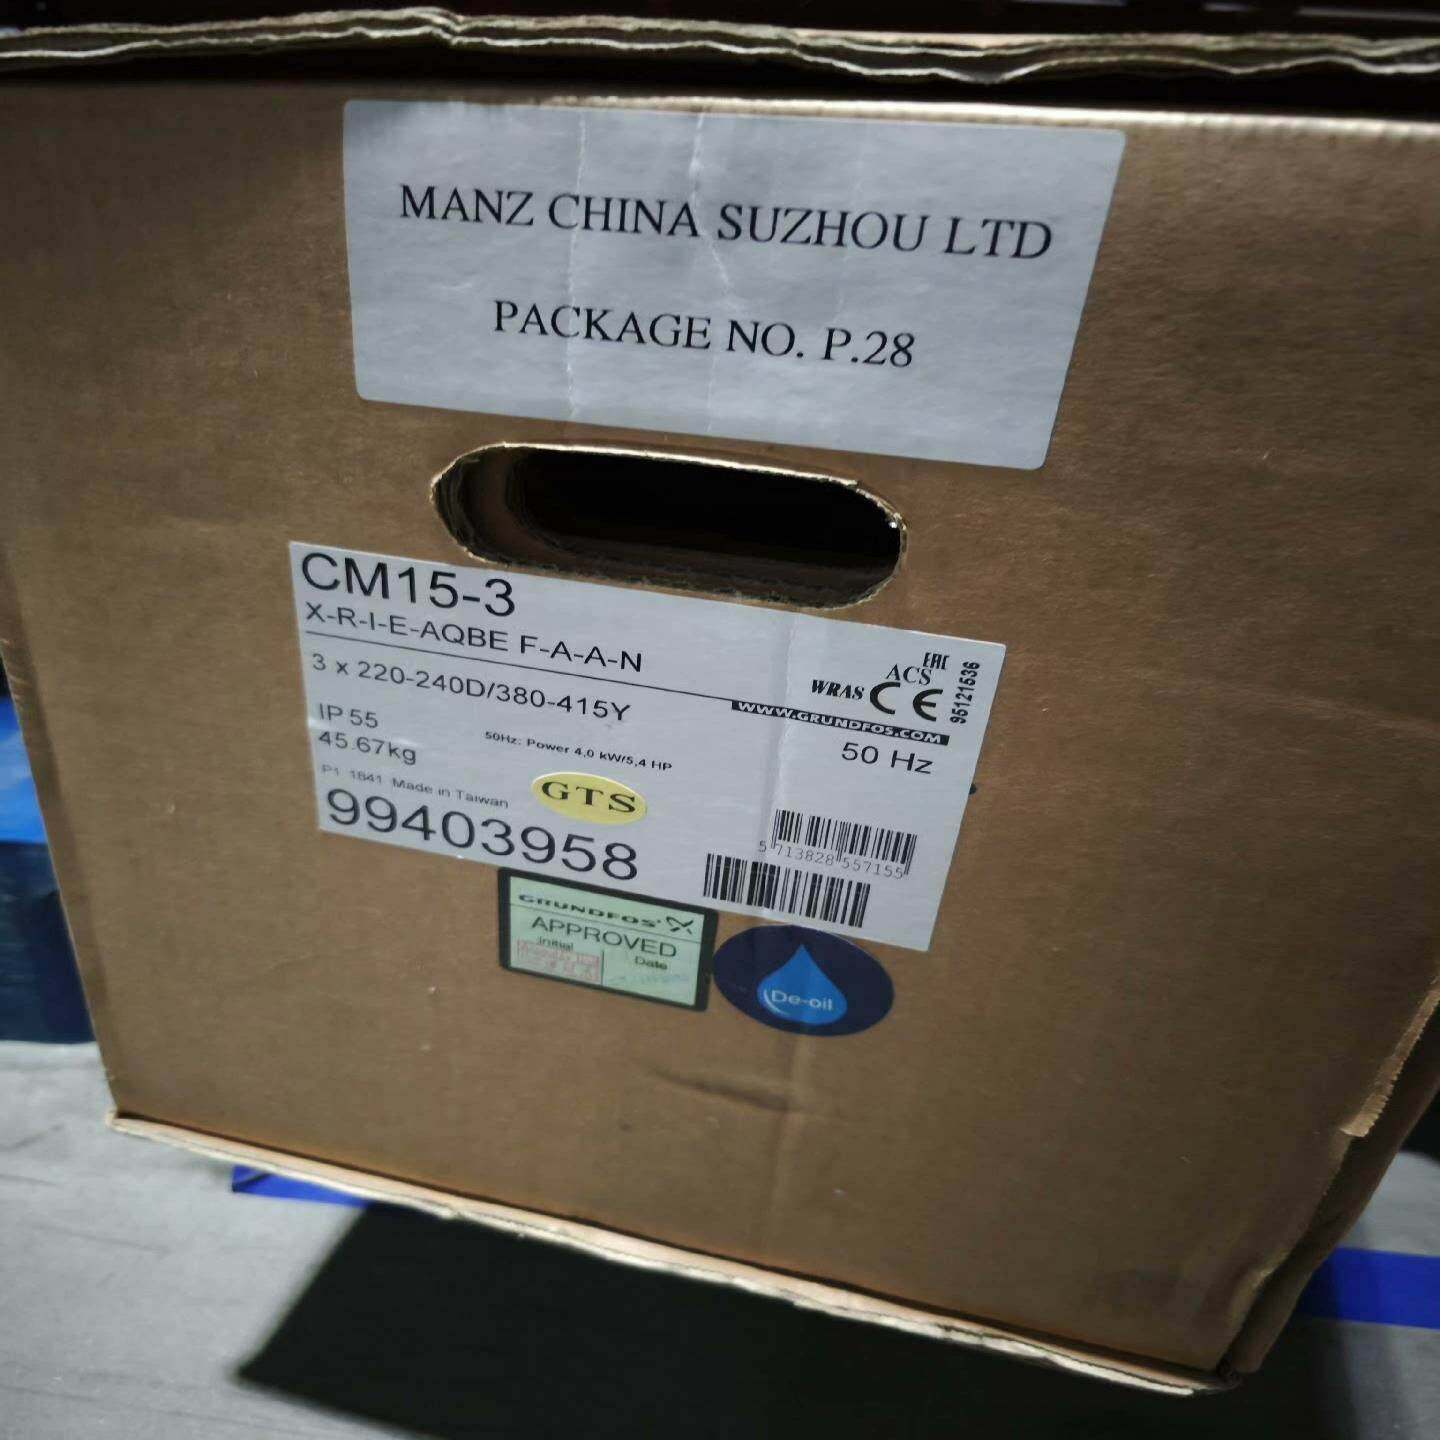 MANZ CHINA SUZHOU LTD
PACKAGE NO. P.28
CM15-3
X-R-I-E-AQBE F-A-A-N
3 x 220-240D/380-415Y
IP 55
45.67kg
50Hz: Power 4,0 kW/5,4 HP
P1 1841 Made in Taiwan
99403958
GTS
WRAS ACS EAC CE
95121536
WWW.GRUNDFOS.COM
50 Hz
5 713828 557155
GRUNDFOS
APPROVED
Initial
Date
De-oil